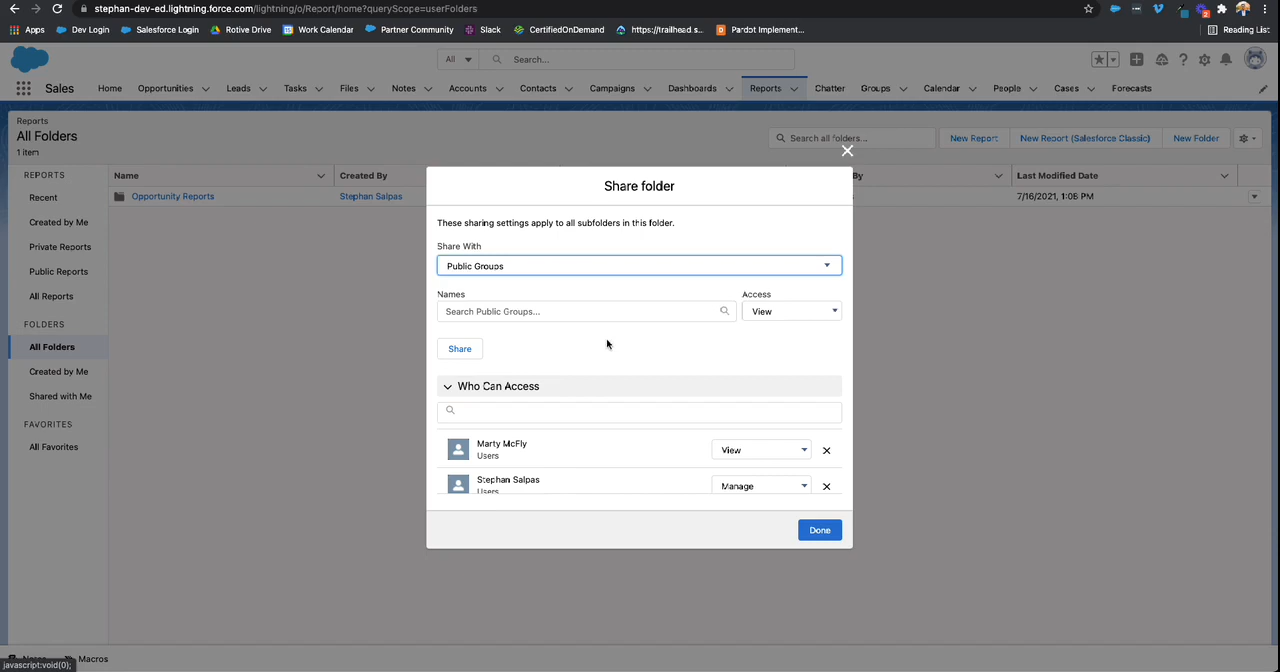 stephan-dev-ed.lightning.force.com/lightning/o/Report/home?queryScope=userFolders
Apps Dev Login Salesforce Login Rotive Drive Work Calendar Partner Community Slack CertifiedOnDemand https://trailhead.s... Pardot Implement... Reading List
All Search...
Sales Home Opportunities Leads Tasks Files Notes Accounts Contacts Campaigns Dashboards Reports Chatter Groups Calendar People Cases Forecasts
Reports
All Folders
1 item
Search all folders... New Report New Report (Salesforce Classic) New Folder
REPORTS
Recent
Created by Me
Private Reports
Public Reports
All Reports
FOLDERS
All Folders
Created by Me
Shared with Me
FAVORITES
All Favorites
Name Created By By Last Modified Date
Opportunity Reports Stephan Salpas 7/16/2021, 1:06 PM
Share folder
These sharing settings apply to all subfolders in this folder.
Share With
Public Groups
Names Access
Search Public Groups... View
Share
Who Can Access
Marty McFly
Users
View
Stephan Salpas
Users
Manage
Done
javascript:void(0);
Macros